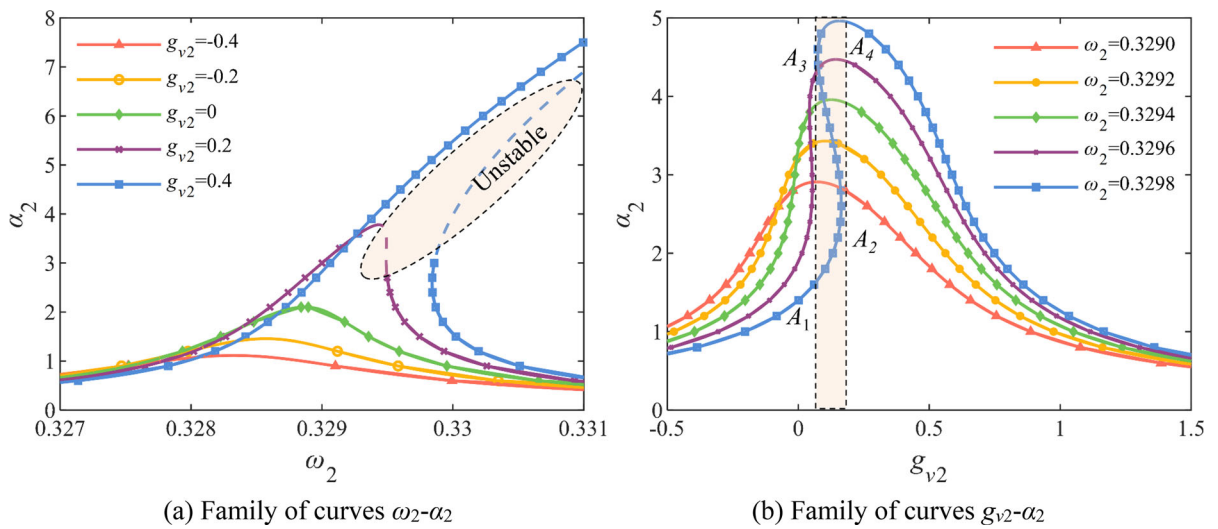 8
7
6
5
4
3
2
1
0
α2
gv2=-0.4
gv2=-0.2
gv2=0
gv2=0.2
gv2=0.4
Unstable
0.327 0.328 0.329 0.33 0.331
ω2
(a) Family of curves ω2-α2
5
4
3
2
1
0
α2
A3 A4
A2
A1
ω2=0.3290
ω2=0.3292
ω2=0.3294
ω2=0.3296
ω2=0.3298
-0.5 0 0.5 1 1.5
gv2
(b) Family of curves gv2-α2